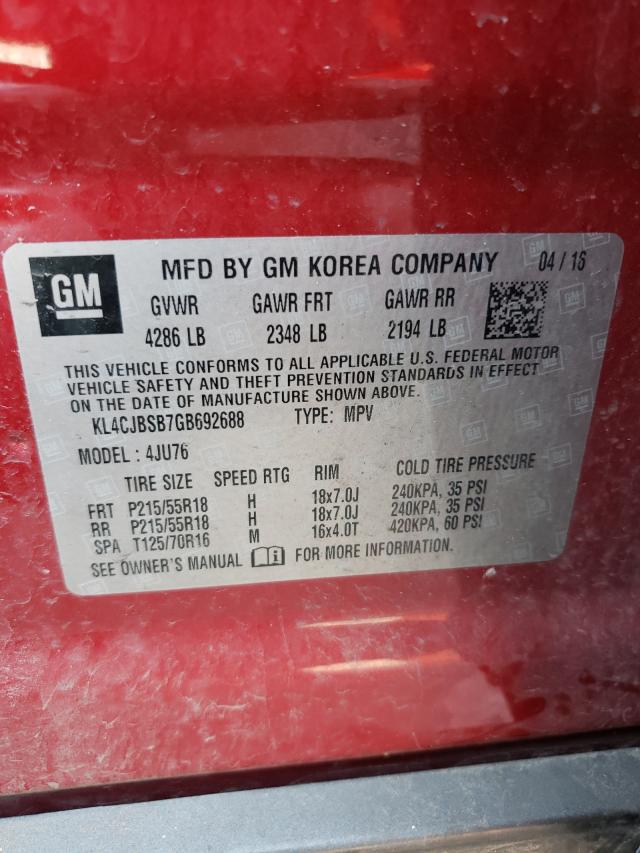 GM
MFD BY GM KOREA COMPANY 04/16
GVWR GAWR FRT GAWR RR
4286 LB 2348 LB 2194 LB
THIS VEHICLE CONFORMS TO ALL APPLICABLE U.S. FEDERAL MOTOR
VEHICLE SAFETY AND THEFT PREVENTION STANDARDS IN EFFECT
ON THE DATE OF MANUFACTURE SHOWN ABOVE.
KL4CJBSB7GB692688 TYPE: MPV
MODEL: 4JU76
TIRE SIZE SPEED RTG RIM COLD TIRE PRESSURE
FRT P215/55R18 H 18x7.0J 240KPA, 35 PSI
RR P215/55R18 H 18x7.0J 240KPA, 35 PSI
SPA T125/70R16 M 16x4.0T 420KPA, 60 PSI
SEE OWNER'S MANUAL FOR MORE INFORMATION.